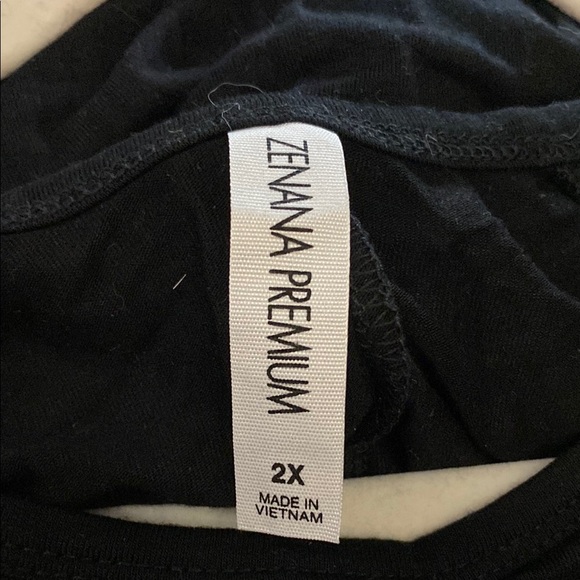 ZENANA PREMIUM
2X
MADE IN
VIETNAM